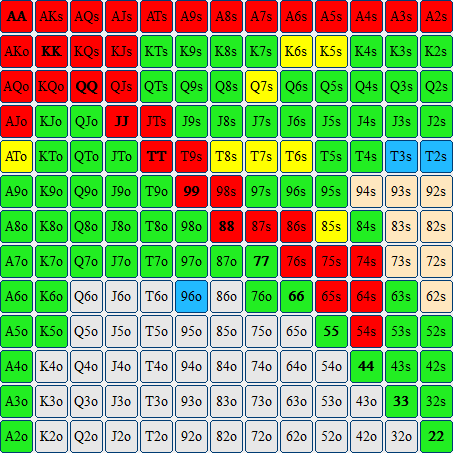 AA AKs AQs AJs ATs A9s A8s A7s A6s A5s A4s A3s A2s
AKo KK KQs KJs KTs K9s K8s K7s K6s K5s K4s K3s K2s
AQo KQo QQ QJs QTs Q9s Q8s Q7s Q6s Q5s Q4s Q3s Q2s
AJo KJo QJo JJ JTs J9s J8s J7s J6s J5s J4s J3s J2s
ATo KTo QTo JTo TT T9s T8s T7s T6s T5s T4s T3s T2s
A9o K9o Q9o J9o T9o 99 98s 97s 96s 95s 94s 93s 92s
A8o K8o Q8o J8o T8o 98o 88 87s 86s 85s 84s 83s 82s
A7o K7o Q7o J7o T7o 97o 87o 77 76s 75s 74s 73s 72s
A6o K6o Q6o J6o T6o 96o 86o 76o 66 65s 64s 63s 62s
A5o K5o Q5o J5o T5o 95o 85o 75o 65o 55 54s 53s 52s
A4o K4o Q4o J4o T4o 94o 84o 74o 64o 54o 44 43s 42s
A3o K3o Q3o J3o T3o 93o 83o 73o 63o 53o 43o 33 32s
A2o K2o Q2o J2o T2o 92o 82o 72o 62o 52o 42o 32o 22